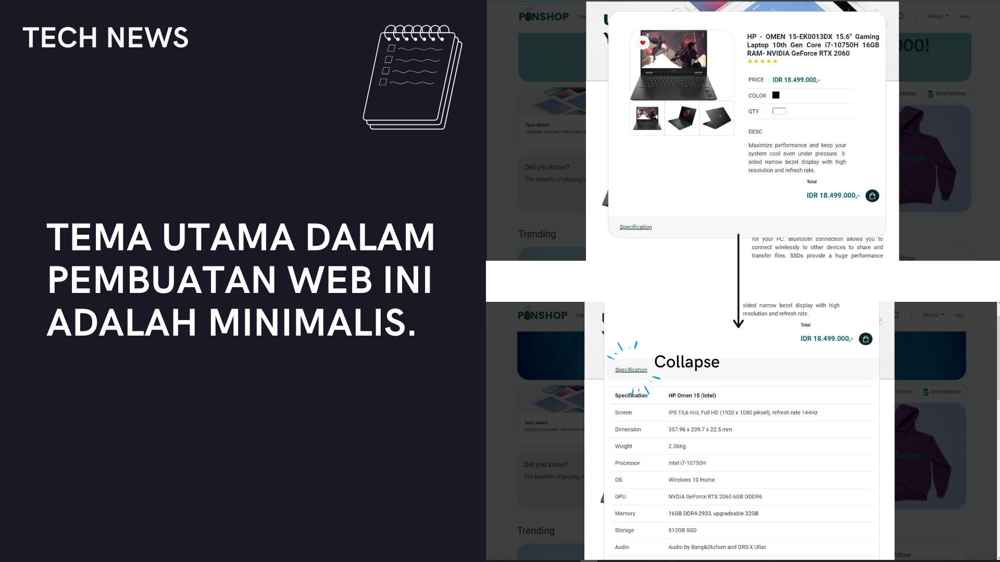 TECH NEWS
TEMA UTAMA DALAM
PEMBUATAN WEB INI
ADALAH MINIMALIS.
PONSHOP
Kelusi
Help
HP - OMEN 15-EK0013DX 15.6" Gaming
Laptop 10th Gen Core i7-10750H 16GB
RAM- NVIDIA GeForce RTX 2060
PRICE IDR 18.499.000,-
COLOR
QTY
DESC
Maximize performance and keep your
system cool even under pressure. 3-
sided narrow bezel display with high
resolution and refresh rate.
Total
IDR 18.499.000,-
Specification
for your PC. Bluetooth connection allows you to
connect wirelessly to other devices to share and
transfer files. SSDs provide a huge performance
Smartphone
Tech News!
Upgrade yourself with a new
Did you know?
The benefits of playing
Trending
sided narrow bezel display with high
resolution and refresh rate.
Total
IDR 18.499.000,-
PONSHOP
Kelusi
Help
Collapse
Specification
Specification HP Omen 15 (Intel)
Screen IPS 15,6 inci, Full HD (1920 x 1080 piksel), refresh rate 144Hz
Dimension 357.96 x 239.7 x 22.5 mm
Wieght 2.36Kg
Processor Intel i7-10750H
OS Windows 10 Home
GPU NVIDIA GeForce RTX 2060 6GB GDDR6
Memory 16GB DDR4-2933, upgradeable 32GB
Storage 512GB SSD
Audio Audio by Bang&Olufsen and DRS:X Ultar
Smartphone
Tech News!
Upgrade yourself with a new
Did you know?
The benefits of playing
Trending